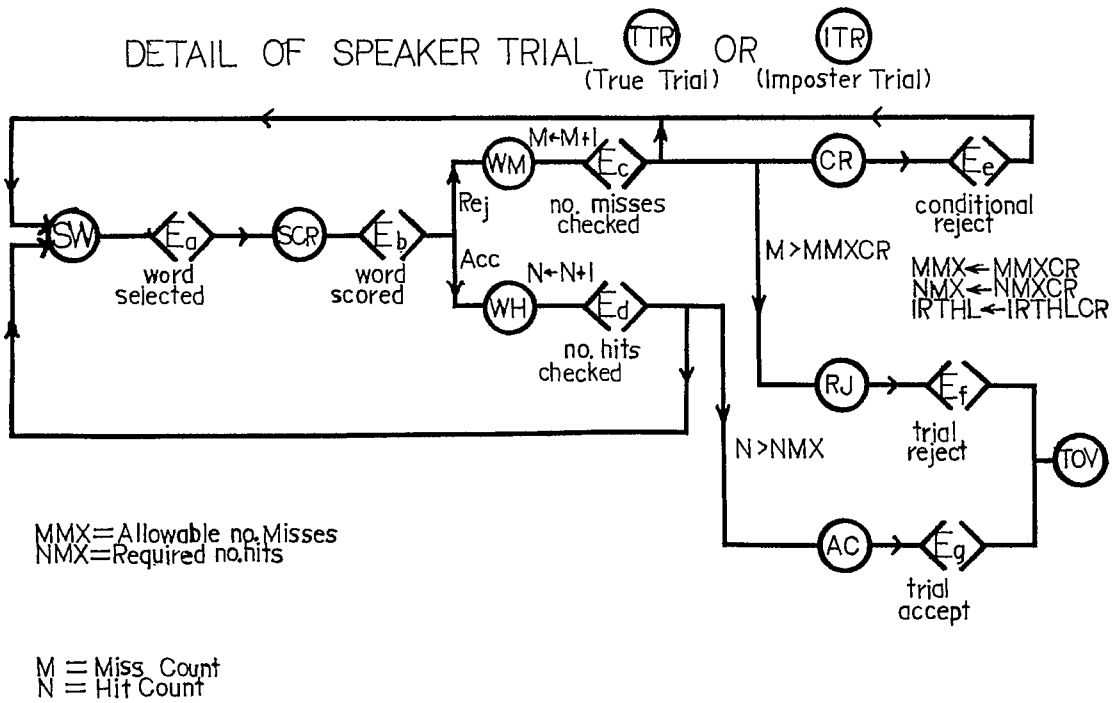 DETAIL OF SPEAKER TRIAL TTR OR ITR
(True Trial) (Imposter Trial)
M←M+1
WM
Ec
CR
Ee
Rej
no. misses
checked
conditional
reject
SW
Ea
SCR
Eb
word
selected
word
scored
M>MMXCR
MMX←MMXCR
NMX←NMXCR
IRTHL←IRTHLCR
Acc
N←N+1
WH
Ed
no. hits
checked
RJ
Ef
trial
reject
N>NMX
TOV
AC
Eg
trial
accept
MMX=Allowable no. Misses
NMX=Required no. hits
M = Miss Count
N = Hit Count